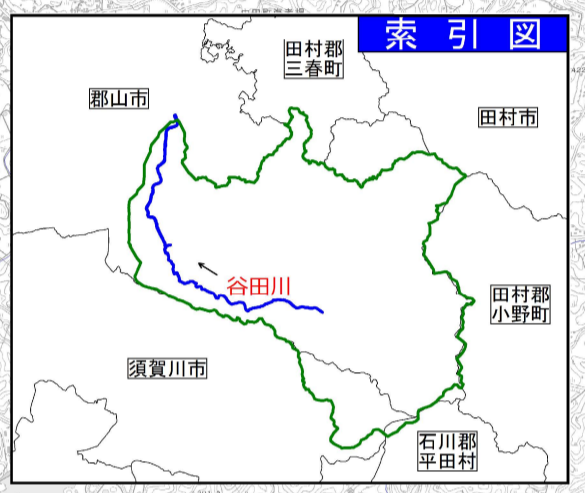 索引図
田村郡
三春町
郡山市
田村市
谷田川
田村郡
小野町
須賀川市
石川郡
平田村